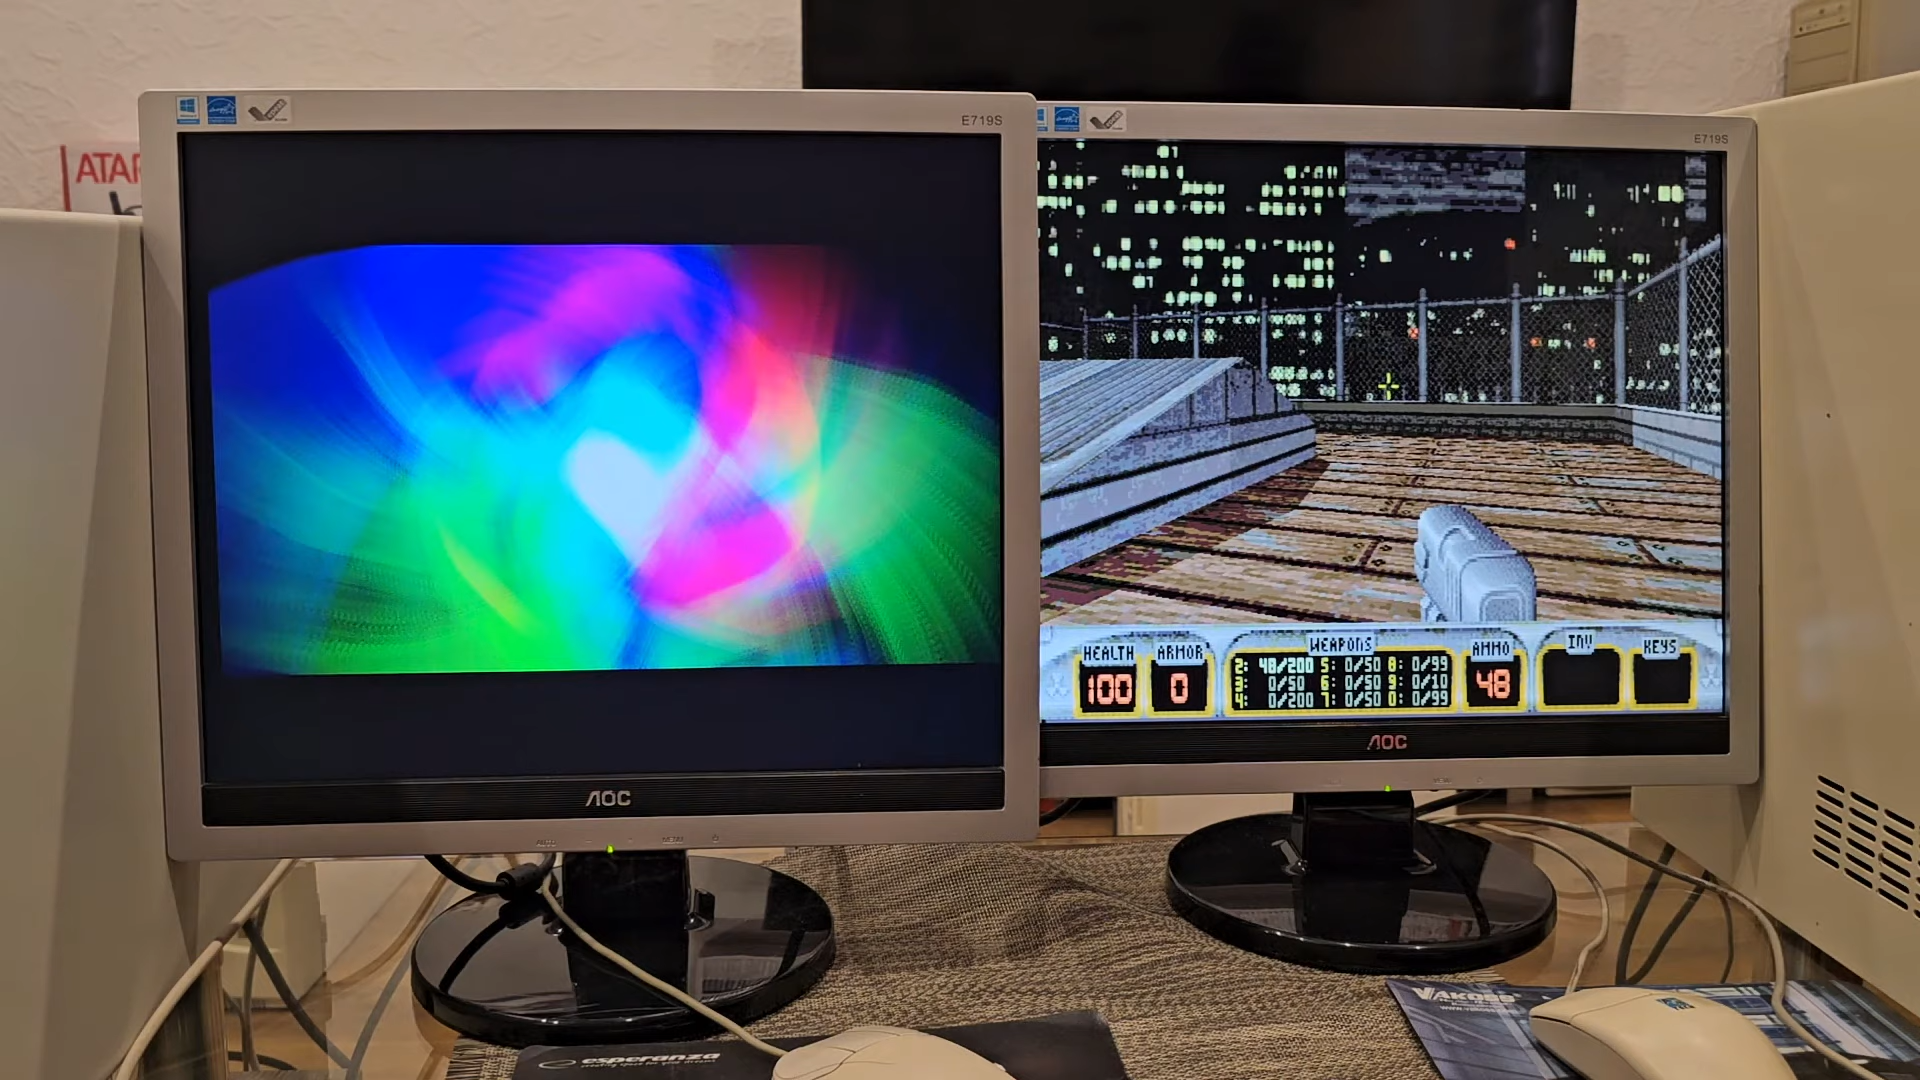 E719S
E719S
ATAR
HEALTH ARMOR WEAPONS AMMO INV KEYS
2: 48/200 5: 0/50 8: 0/99
3: 0/50 6: 0/50 9: 0/10
4: 0/200 7: 0/50 0: 0/99
100 0 48
AOC
AOC
MENU
esperanza
VAKOSS